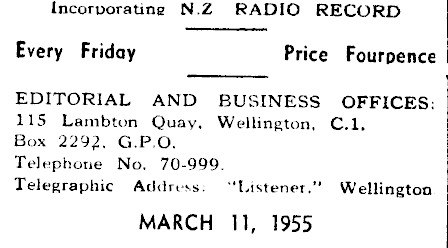 Incorporating N.Z RADIO RECORD
Every Friday Price Fourpence
EDITORIAL AND BUSINESS OFFICES:
115 Lambton Quay, Wellington, C.1.
Box 2292, G.P.O.
Telephone No. 70-999.
Telegraphic Address: "Listener," Wellington
MARCH 11, 1955